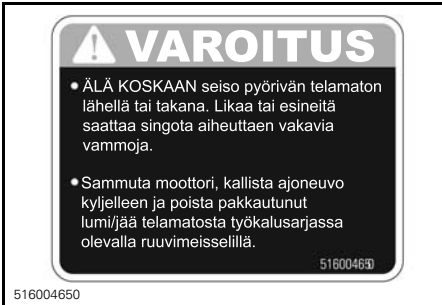 VAROITUS
• ÄLÄ KOSKAAN seiso pyörivän telamaton
lähellä tai takana. Likaa tai esineitä
saattaa singota aiheuttaen vakavia
vammoja.
• Sammuta moottori, kallista ajoneuvo
kyljelleen ja poista pakkautunut
lumi/jää telamatosta työkalusarjassa
olevalla ruuvimeisselillä.
516004650
516004650